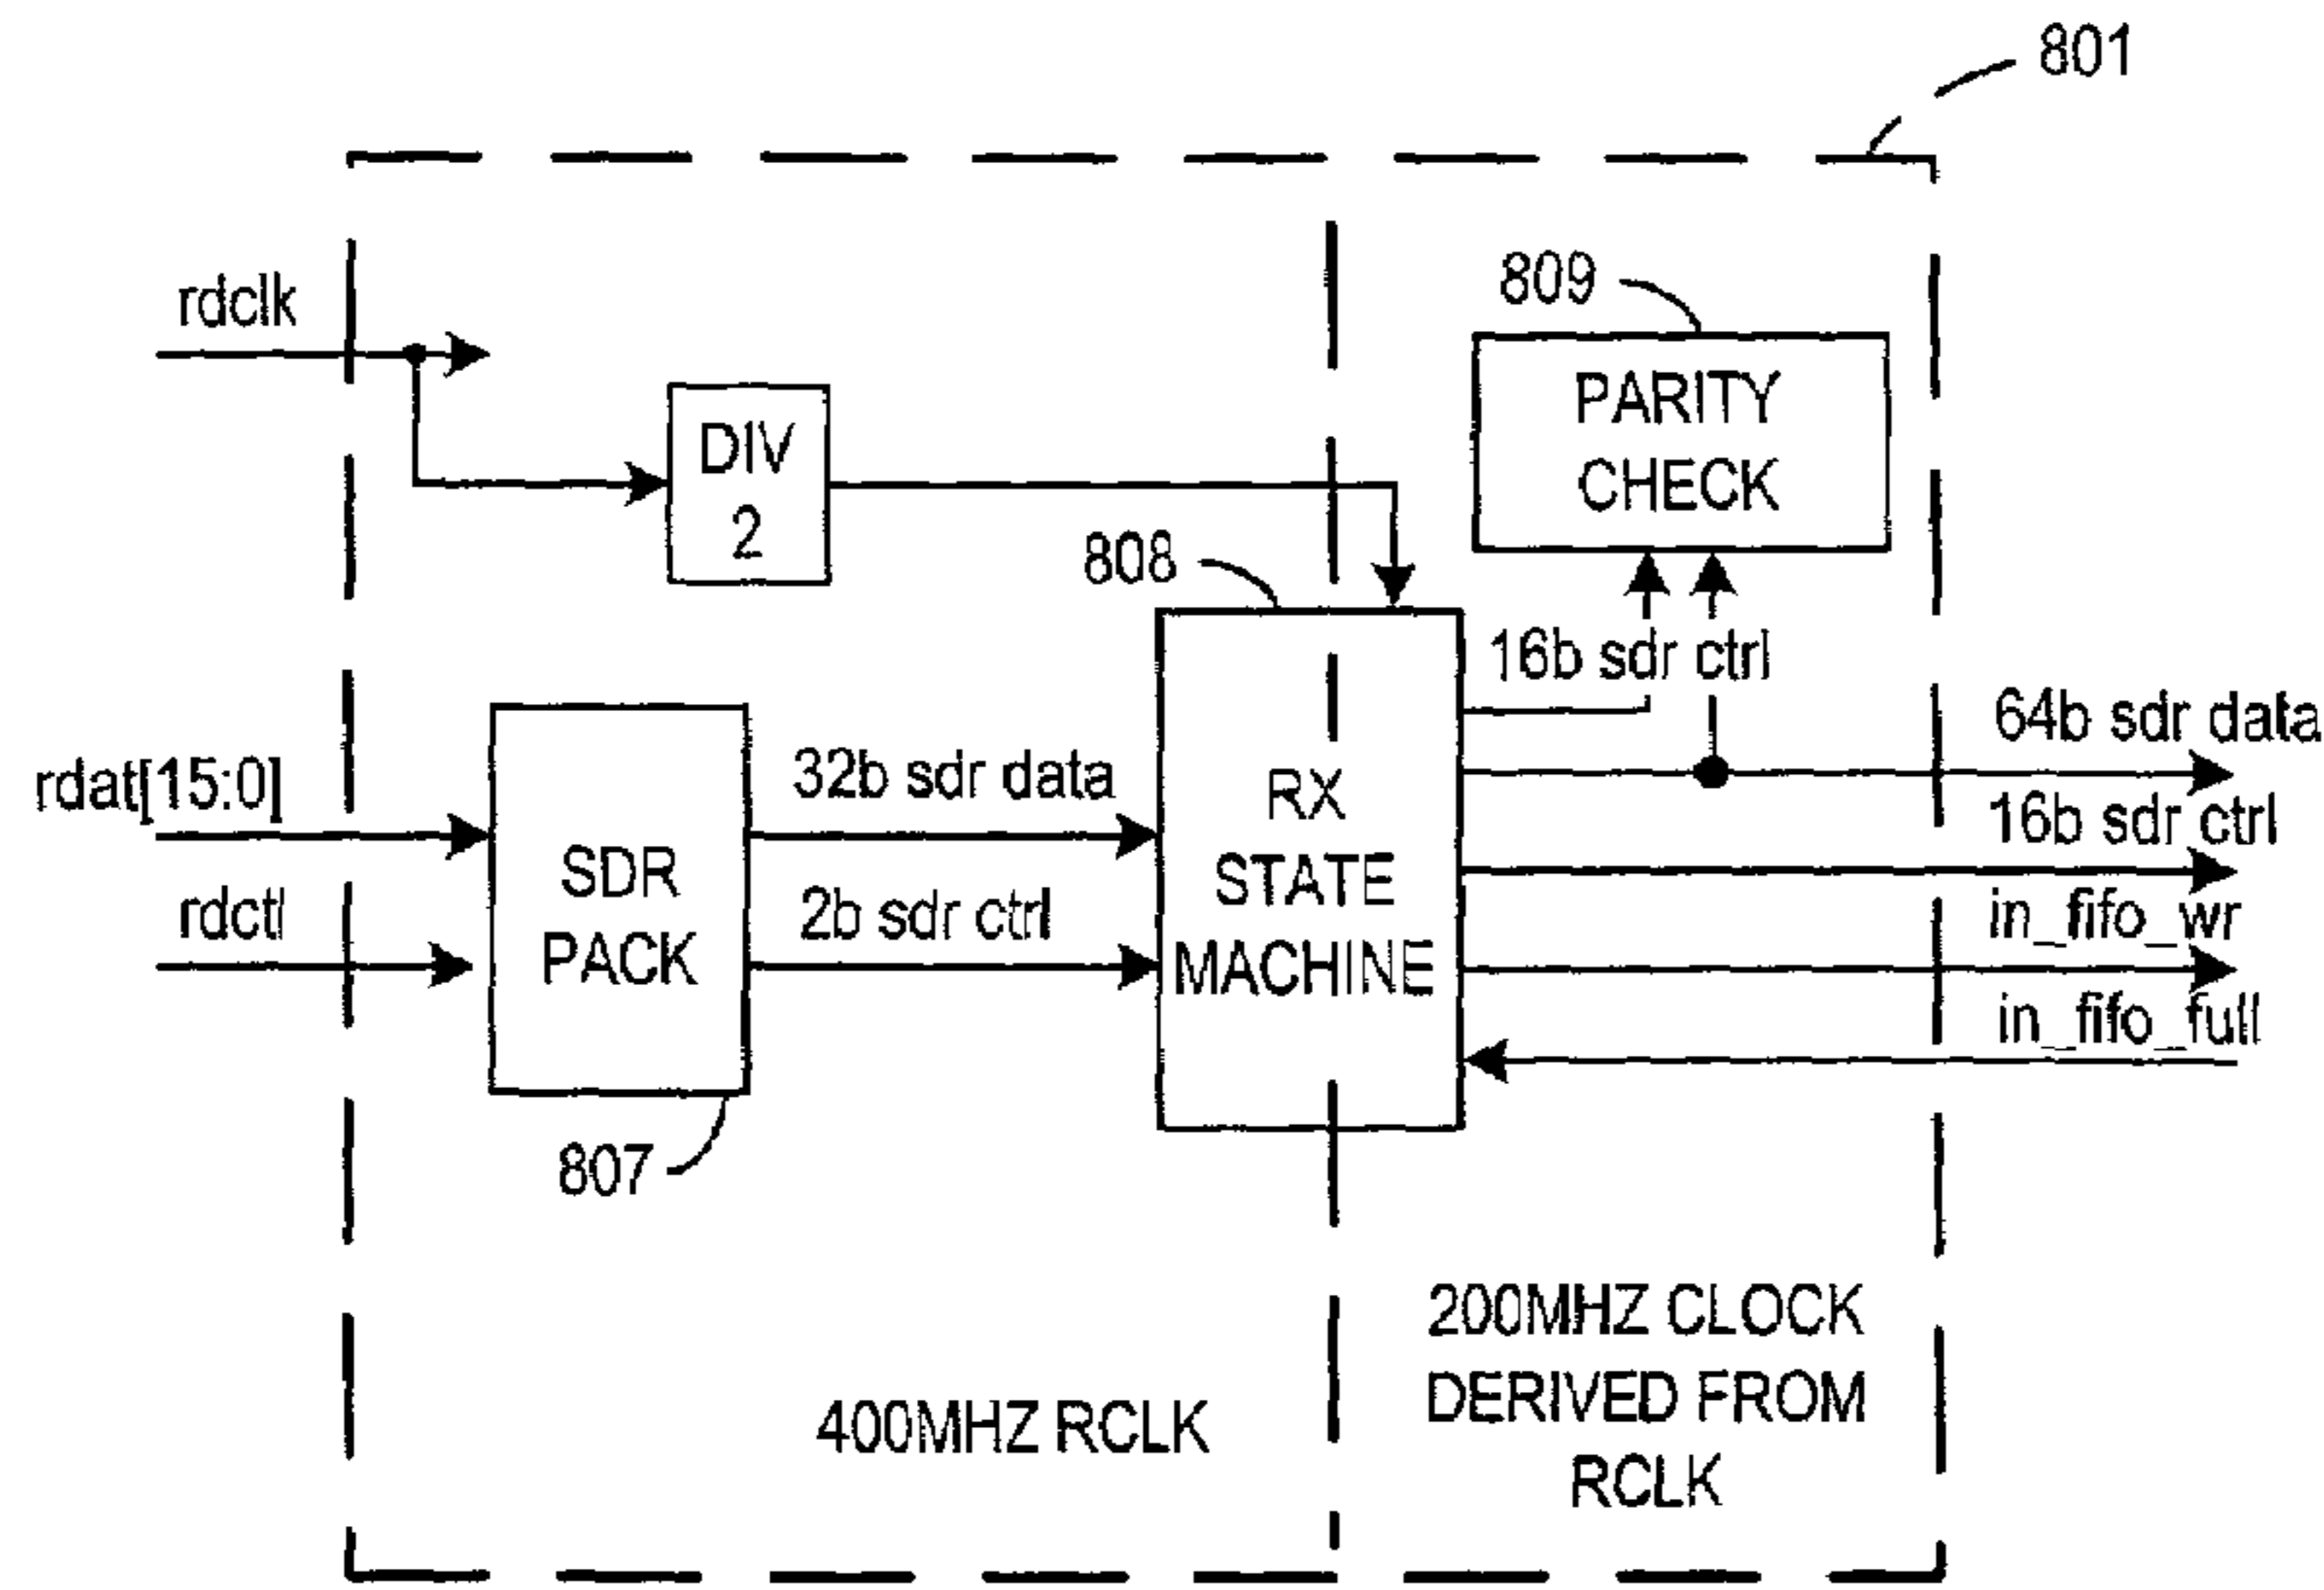 801
rdclk
809
PARITY
CHECK
DIV
2
808
16b sdr ctrl
64b sdr data
rdat[15:0]
32b sdr data
RX
STATE
MACHINE
16b sdr ctrl
SDR
PACK
rdctl
2b sdr ctrl
in_fifo_wr
in_fifo_full
807
200MHZ CLOCK
DERIVED FROM
RCLK
400MHZ RCLK